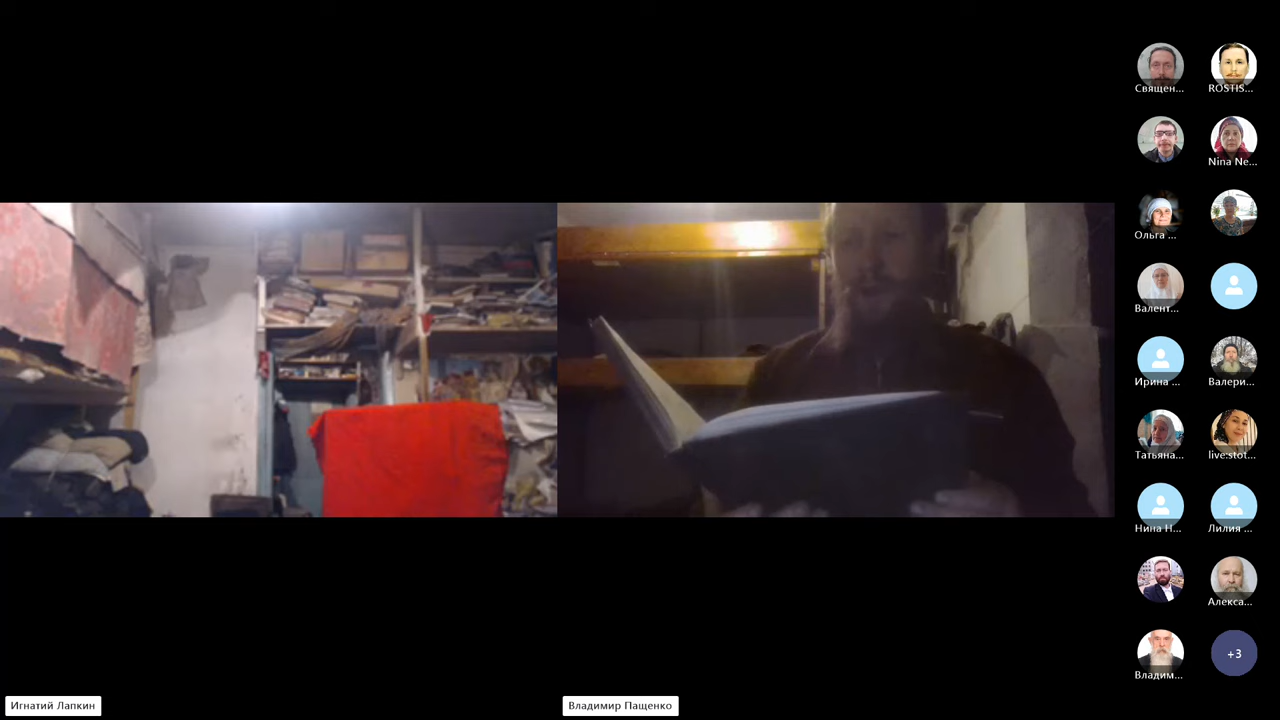 Священ...
ROSTIS...
Nina Ne...
Ольга ...
Валент...
Ирина ...
Валери...
Татьяна...
live:stot...
Нина Н...
Лилия ...
Алекса...
Владим...
+3
Игнатий Лапкин
Владимир Пащенко